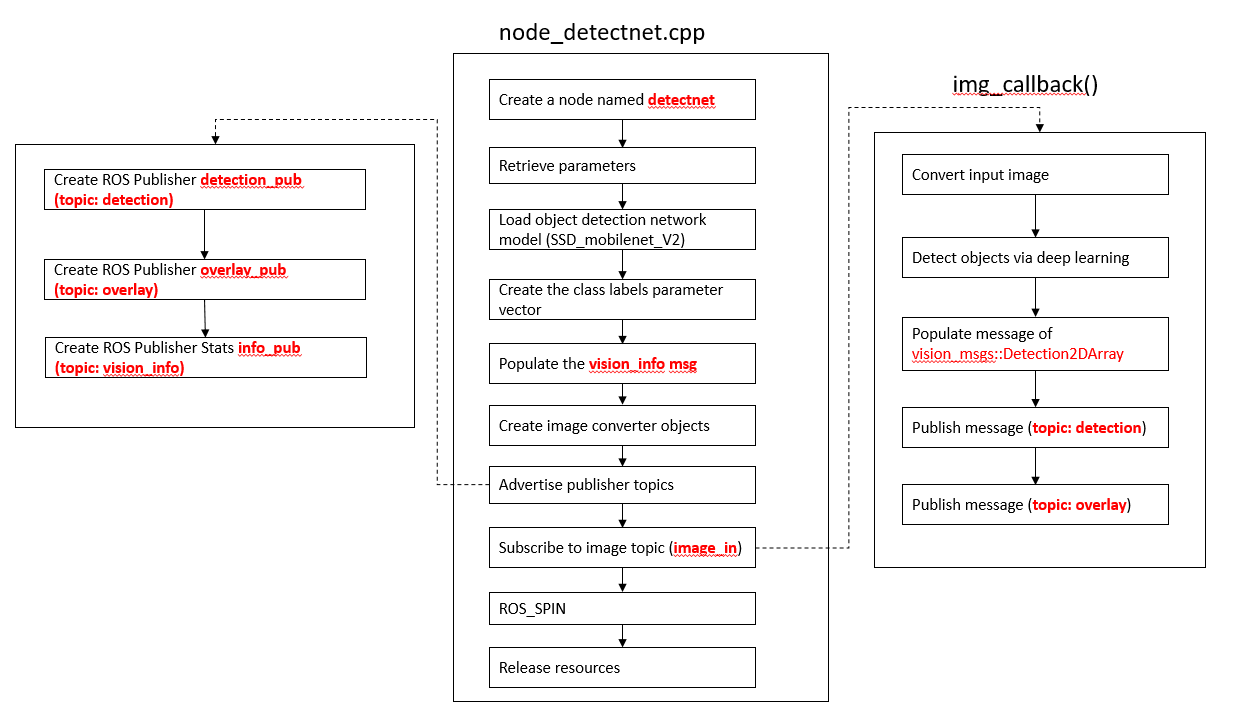 node_detectnet.cpp
Create a node named detectnet
Retrieve parameters
Load object detection network
model (SSD_mobilenet_V2)
Create the class labels parameter
vector
Populate the vision_info msg
Create image converter objects
Advertise publisher topics
Subscribe to image topic (image_in)
ROS_SPIN
Release resources
Create ROS Publisher detection_pub
(topic: detection)
Create ROS Publisher overlay_pub
(topic: overlay)
Create ROS Publisher Stats info_pub
(topic: vision_info)
img_callback()
Convert input image
Detect objects via deep learning
Populate message of
vision_msgs::Detection2DArray
Publish message (topic: detection)
Publish message (topic: overlay)